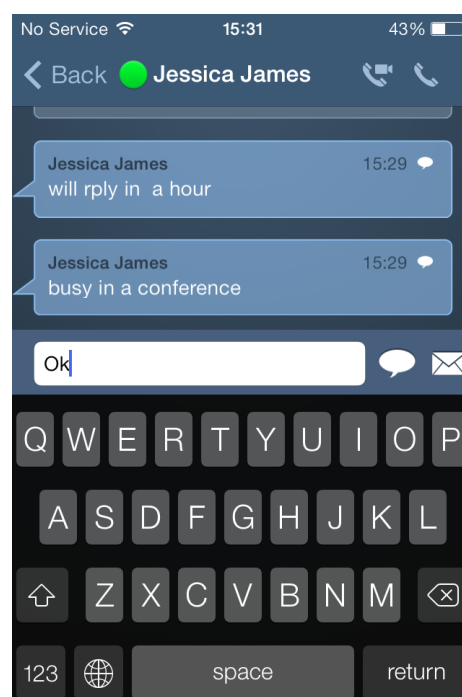 No Service 15:31 43%
Back Jessica James
Jessica James 15:29
will rply in  a hour
Jessica James 15:29
busy in a conference
Ok
Q W E R T Y U I O P
A S D F G H J K L
Z X C V B N M
123 space return